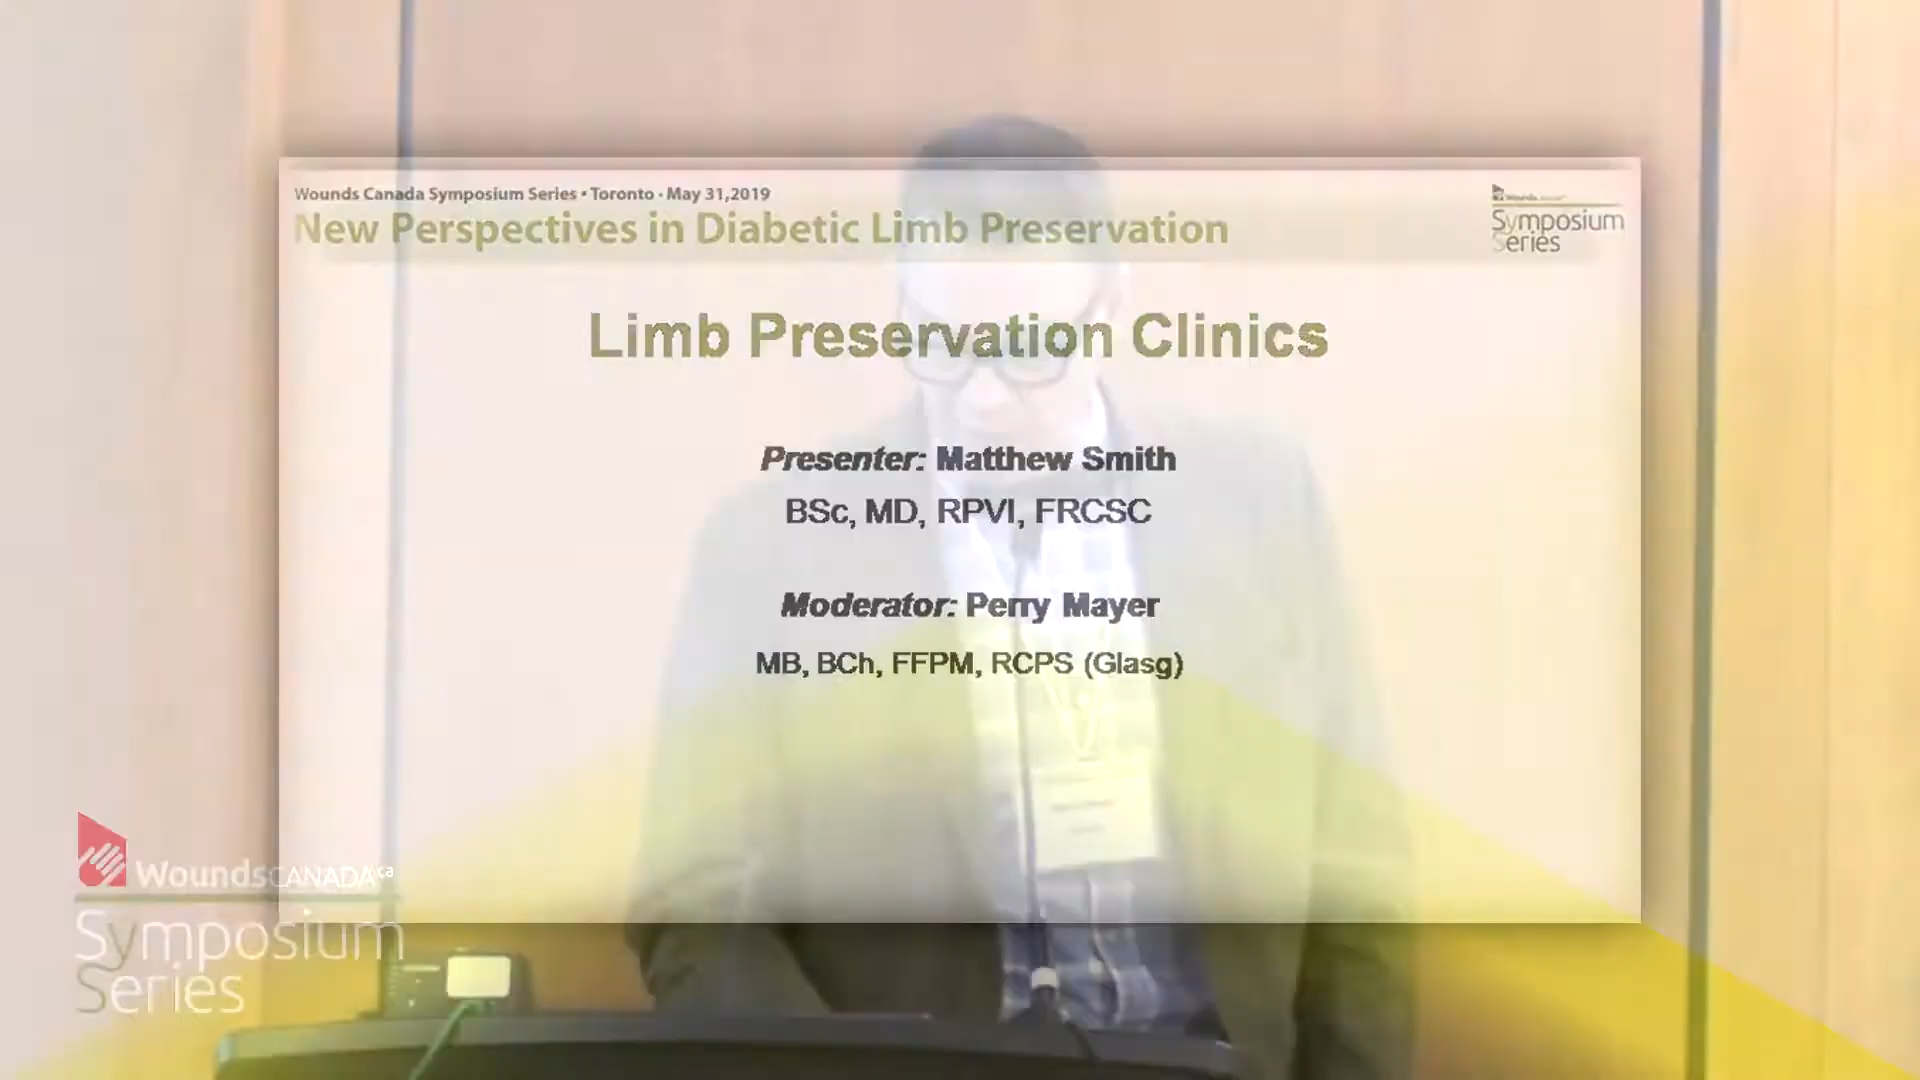 Wounds Canada Symposium Series • Toronto - May 31,2019
New Perspectives in Diabetic Limb Preservation
Symposium
Series
Limb Preservation Clinics
Presenter: Matthew Smith
BSc, MD, RPVI, FRCSC
Moderator: Perry Mayer
MB, BCh, FFPM, RCPS (Glasg)
WoundsCANADA.ca
Symposium
Series